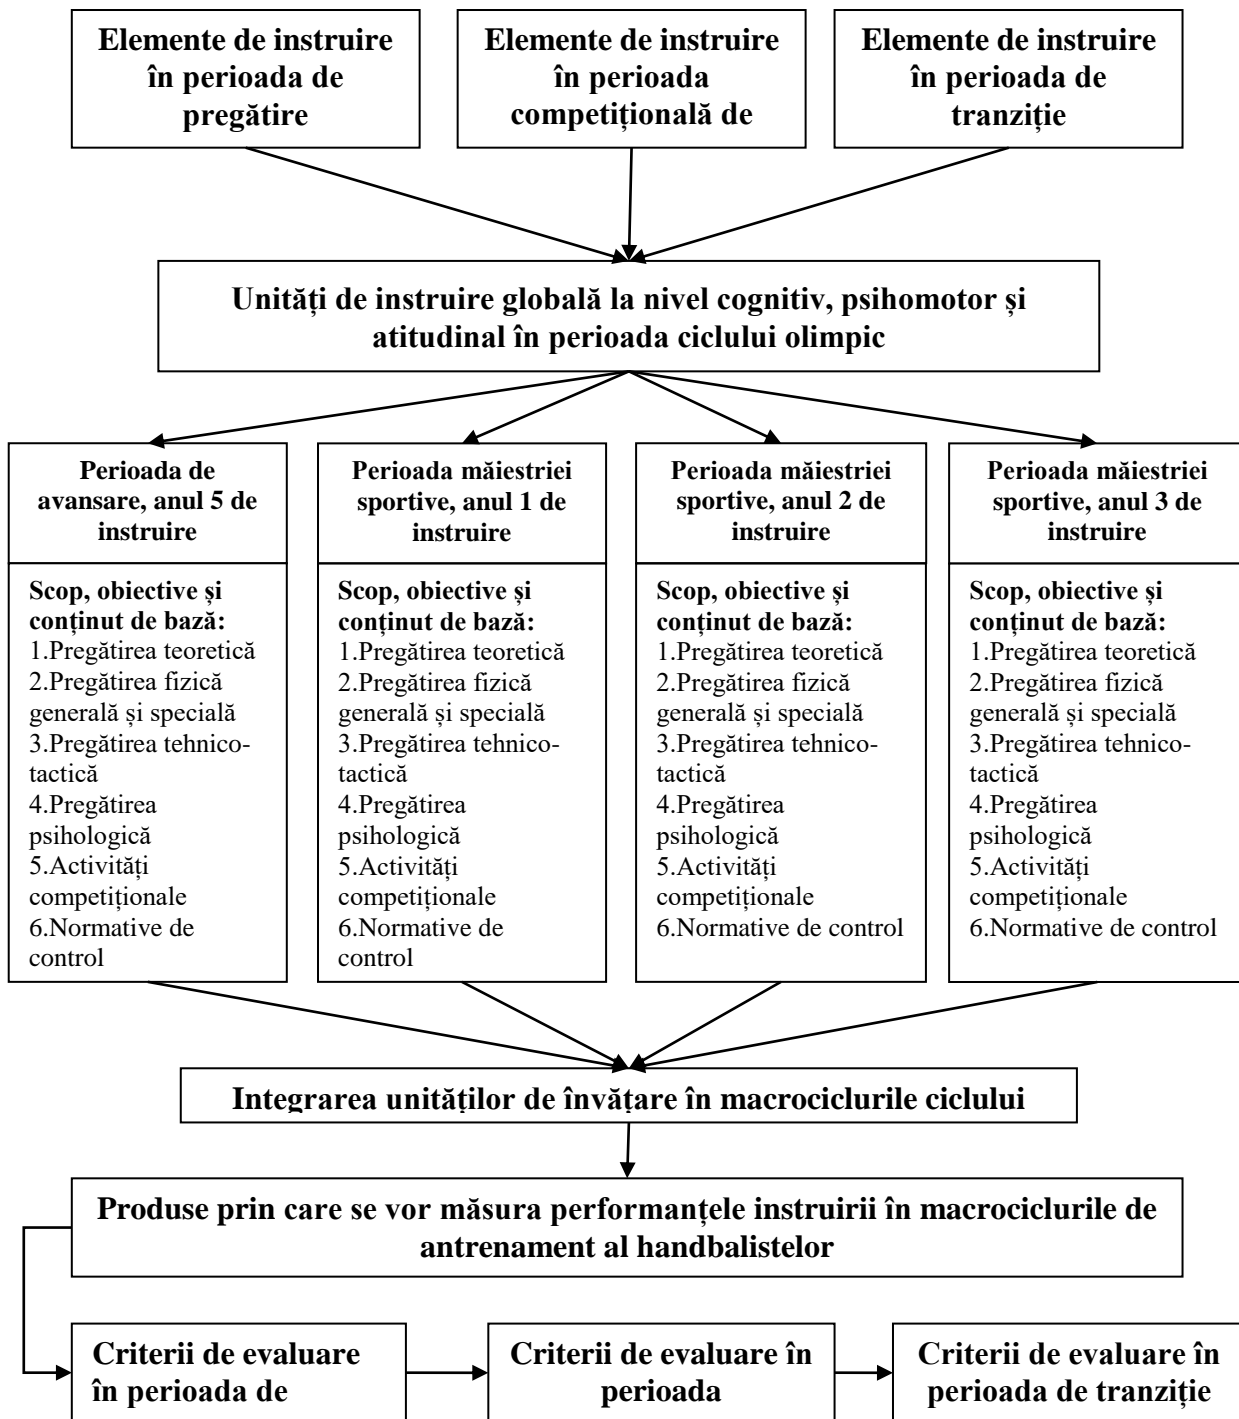 Elemente de instruire
în perioada de
pregătire
Elemente de instruire
în perioada
competițională de
Elemente de instruire
în perioada de
tranziție
Unități de instruire globală la nivel cognitiv, psihomotor și
atitudinal în perioada ciclului olimpic
Perioada de
avansare, anul 5 de
instruire
Scop, obiective și
conținut de bază:
1.Pregătirea teoretică
2.Pregătirea fizică
generală și specială
3.Pregătirea tehnico-
tactică
4.Pregătirea
psihologică
5.Activități
competiționale
6.Normative de
control
Perioada măiestriei
sportive, anul 1 de
instruire
Scop, obiective și
conținut de bază:
1.Pregătirea teoretică
2.Pregătirea fizică
generală și specială
3.Pregătirea tehnico-
tactică
4.Pregătirea
psihologică
5.Activități
competiționale
6.Normative de
control
Perioada măiestriei
sportive, anul 2 de
instruire
Scop, obiective și
conținut de bază:
1.Pregătirea teoretică
2.Pregătirea fizică
generală și specială
3.Pregătirea tehnico-
tactică
4.Pregătirea
psihologică
5.Activități
competiționale
6.Normative de control
Perioada măiestriei
sportive, anul 3 de
instruire
Scop, obiective și
conținut de bază:
1.Pregătirea teoretică
2.Pregătirea fizică
generală și specială
3.Pregătirea tehnico-
tactică
4.Pregătirea
psihologică
5.Activități
competiționale
6.Normative de control
Integrarea unităților de învățare în macrociclurile ciclului
Produse prin care se vor măsura performanțele instruirii în macrociclurile de
antrenament al handbalistelor
Criterii de evaluare
în perioada de
Criterii de evaluare în
perioada
Criterii de evaluare în
perioada de tranziție